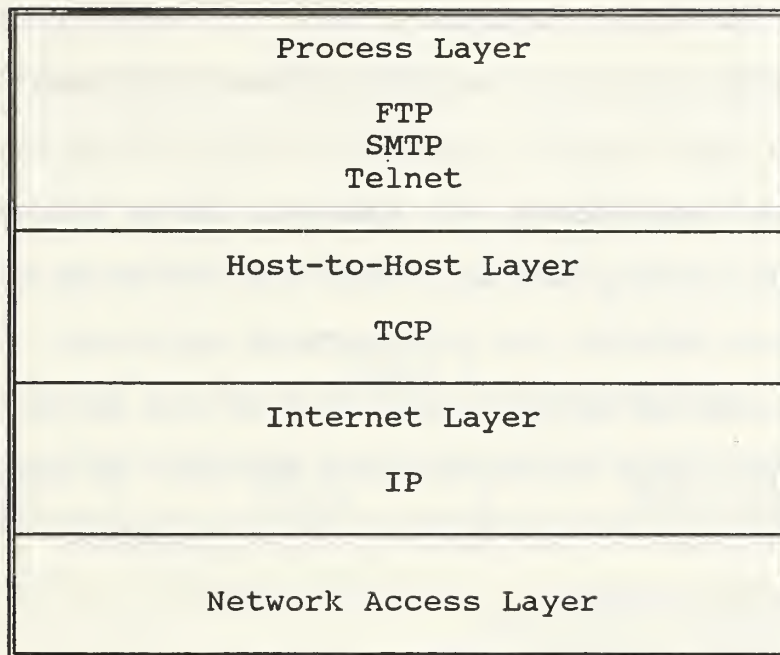 Process Layer
FTP
SMTP
Telnet
Host-to-Host Layer
TCP
Internet Layer
IP
Network Access Layer